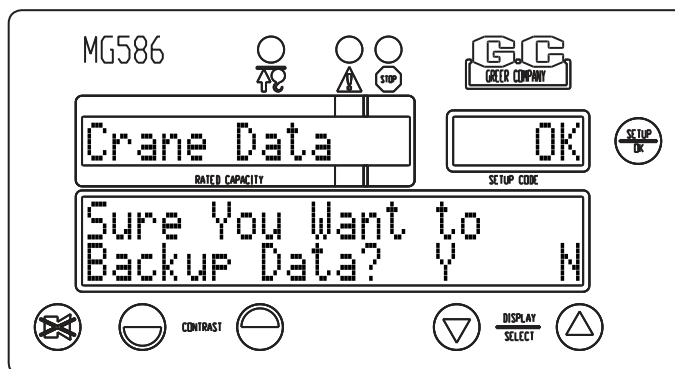 MG586
G.C
GREER COMPANY
STOP
Crane Data
OK
SETUP
OK
RATED CAPACITY
SETUP CODE
Sure You Want to
Backup Data? Y N
CONTRAST
DISPLAY
SELECT